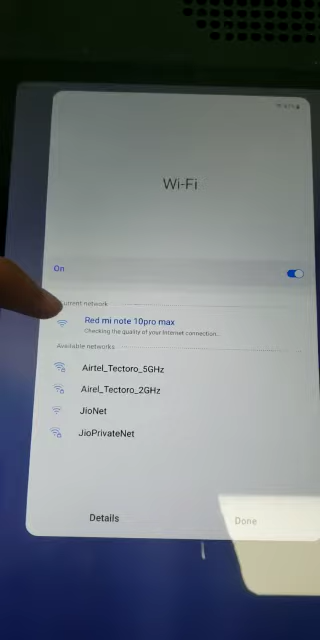 Wi-Fi
On
Current network
Red mi note 10pro max
Checking the quality of your Internet connection...
Available networks
Airtel_Tectoro_5GHz
Airel_Tectoro_2GHz
JioNet
JioPrivateNet
Details
Done